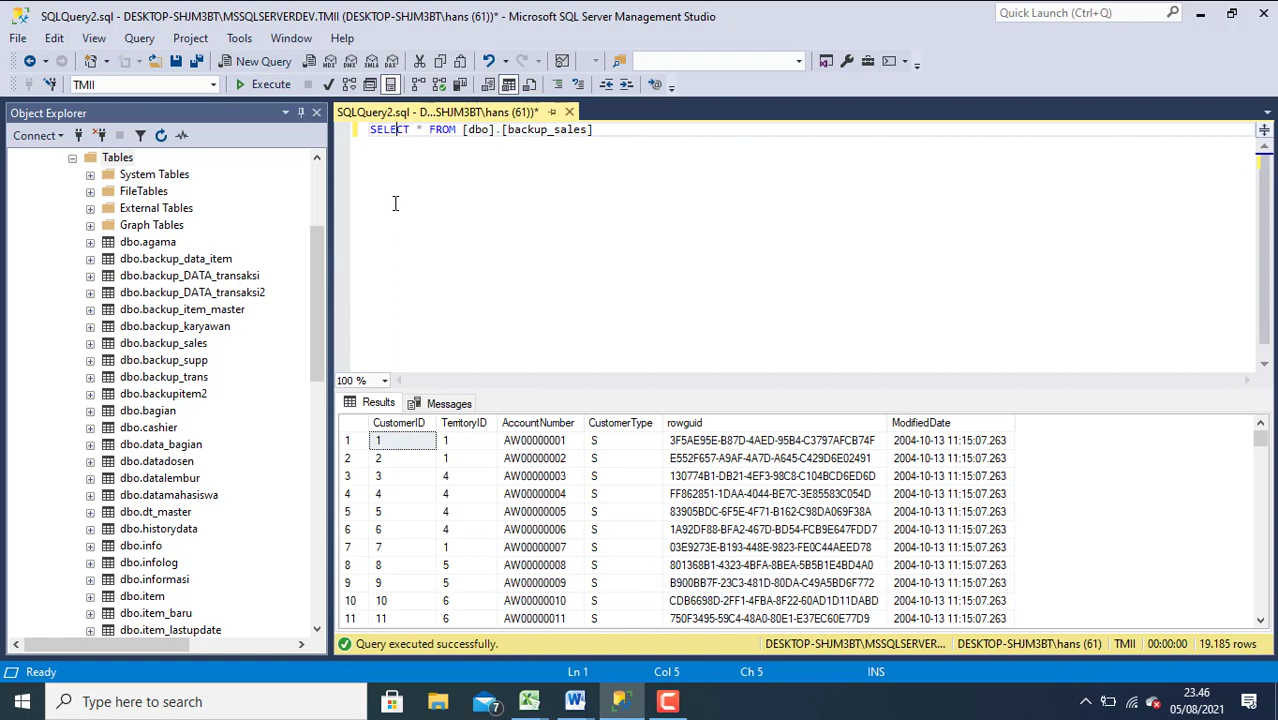 SQLQuery2.sql - DESKTOP-SHJM3BT\MSSQLSERVERDEV.TMII (DESKTOP-SHJM3BT\hans (61))* - Microsoft SQL Server Management Studio
Quick Launch (Ctrl+Q)
File Edit View Query Project Tools Window Help
New Query MDX DMX XMLA DAX
TMII Execute
Object Explorer
SQLQuery2.sql - D...SHJM3BT\hans (61))*
Connect
SELECT * FROM [dbo].[backup_sales]
Tables
System Tables
FileTables
External Tables
Graph Tables
dbo.agama
dbo.backup_data_item
dbo.backup_DATA_transaksi
dbo.backup_DATA_transaksi2
dbo.backup_item_master
dbo.backup_karyawan
dbo.backup_sales
dbo.backup_supp
dbo.backup_trans
dbo.backupitem2
dbo.bagian
dbo.cashier
dbo.data_bagian
dbo.datadosen
dbo.datalembur
dbo.datamahasiswa
dbo.dt_master
dbo.historydata
dbo.info
dbo.infolog
dbo.informasi
dbo.item
dbo.item_baru
dbo.item_lastupdate
100 %
Results Messages
CustomerID TerritoryID AccountNumber CustomerType rowguid ModifiedDate
1 1 1 AW00000001 S 3F5AE95E-B87D-4AED-95B4-C3797AFCB74F 2004-10-13 11:15:07.263
2 2 1 AW00000002 S E552F657-A9AF-4A7D-A645-C429D6E02491 2004-10-13 11:15:07.263
3 3 4 AW00000003 S 130774B1-DB21-4EF3-98C8-C104BCD6ED6D 2004-10-13 11:15:07.263
4 4 4 AW00000004 S FF862851-1DAA-4044-BE7C-3E85583C054D 2004-10-13 11:15:07.263
5 5 4 AW00000005 S 83905BDC-6F5E-4F71-B162-C98DA069F38A 2004-10-13 11:15:07.263
6 6 4 AW00000006 S 1A92DF88-BFA2-467D-BD54-FCB9E647FDD7 2004-10-13 11:15:07.263
7 7 1 AW00000007 S 03E9273E-B193-448E-9823-FE0C44AEED78 2004-10-13 11:15:07.263
8 8 5 AW00000008 S 801368B1-4323-4BFA-8BEA-5B5B1E4BD4A0 2004-10-13 11:15:07.263
9 9 5 AW00000009 S B900BB7F-23C3-481D-80DA-C49A5BD6F772 2004-10-13 11:15:07.263
10 10 6 AW00000010 S CDB6698D-2FF1-4FBA-8F22-60AD1D11DABD 2004-10-13 11:15:07.263
11 11 6 AW00000011 S 750F3495-59C4-48A0-80E1-E37EC60E77D9 2004-10-13 11:15:07.263
Query executed successfully. DESKTOP-SHJM3BT\MSSQLSERVER... DESKTOP-SHJM3BT\hans (61) TMII 00:00:00 19.185 rows
Ready Ln 1 Col 5 Ch 5 INS
Type here to search 7 23.46
05/08/2021